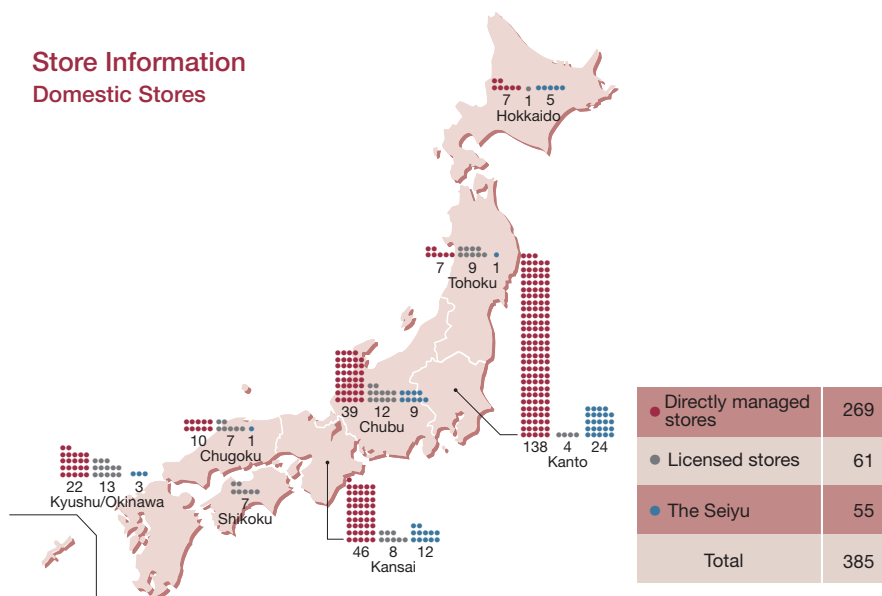 Store Information
Domestic Stores
7 1 5
Hokkaido
7 9 1
Tohoku
39 12 9
Chubu
138 4 24
Kanto
10 7 1
Chugoku
22 13 3
Kyushu/Okinawa
7
Shikoku
46 8 12
Kansai
Directly managed
stores 269
Licensed stores 61
The Seiyu 55
Total 385